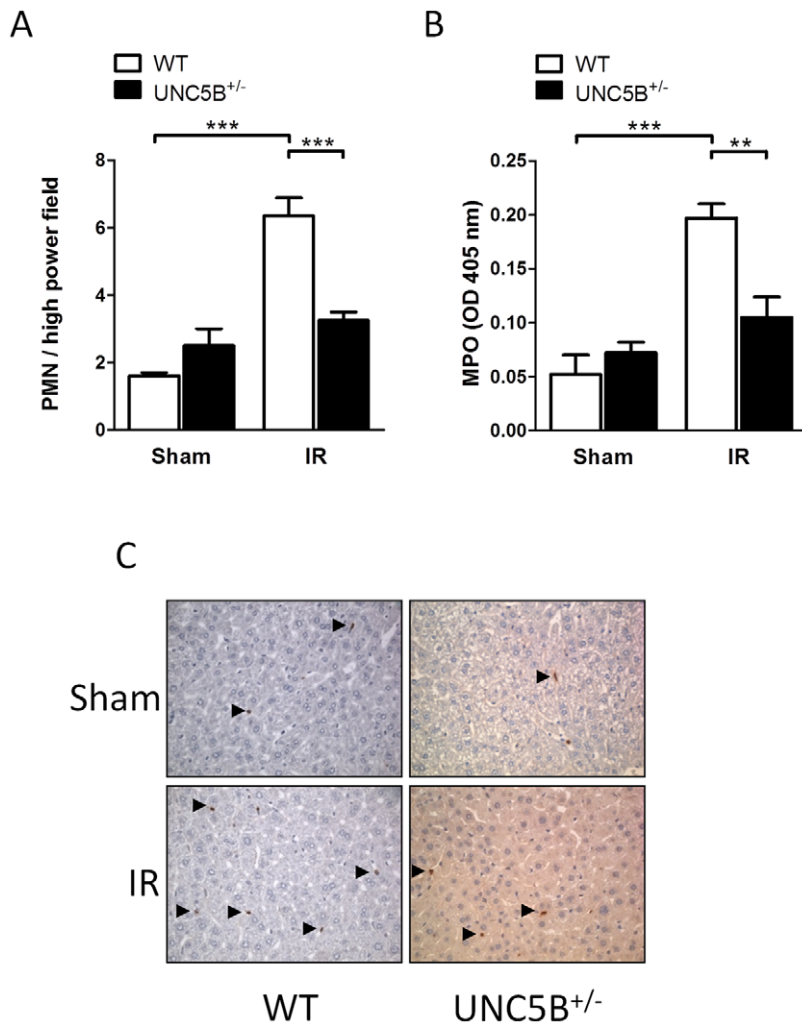 A
WT
UNC5B+/-
***
***
8
6
4
2
0
PMN / high power field
Sham
IR
B
WT
UNC5B+/-
***
**
0.25
0.20
0.15
0.10
0.05
0.00
MPO (OD 405 nm)
Sham
IR
C
Sham
IR
WT
UNC5B+/-